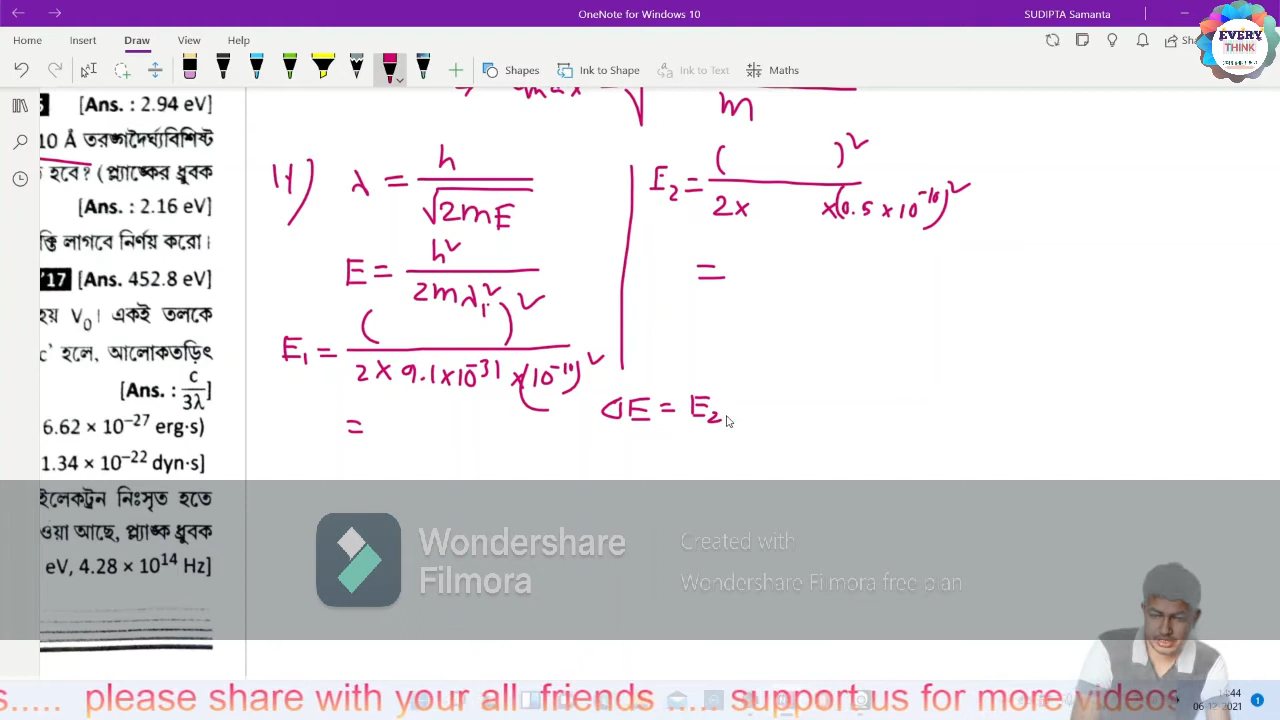 OneNote for Windows 10
SUDIPTA Samanta
Home Insert Draw View Help
EVERY
THINK
Shapes Ink to Shape Ink to Text Maths
[Ans. : 2.94 eV]
10 Å তরঙ্গদৈর্ঘ্যবিশিষ্ট
হবে? (প্ল্যাঙ্কের ধ্রুবক
[Ans. : 2.16 eV]
ক্তি লাগবে নির্ণয় করো।
'17 [Ans. 452.8 eV]
হয় V₀। একই তলকে
c' হলে, আলোকতড়িৎ
[Ans. : c/3λ]
6.62 × 10⁻²⁷ erg·s)
1.34 × 10⁻²² dyn·s]
ইলেকট্রন নিঃসৃত হতে
ওয়া আছে, প্ল্যাঙ্ক ধ্রুবক
eV, 4.28 × 10¹⁴ Hz]
max √ m
λ = h/√2mE
E = h²/2mλ₁²
E₁ = ( )²/2 × 9.1 × 10⁻³¹ × (10⁻¹⁰)²
=
E₂ = ( )²/2 × ×(0.5 × 10⁻¹⁰)²
=
ΔE = E₂
Wondershare
Filmora
Created with
Wondershare Filmora free plan
s..... please share with your all friends ..... support us for more videos
:44
06-12-2021